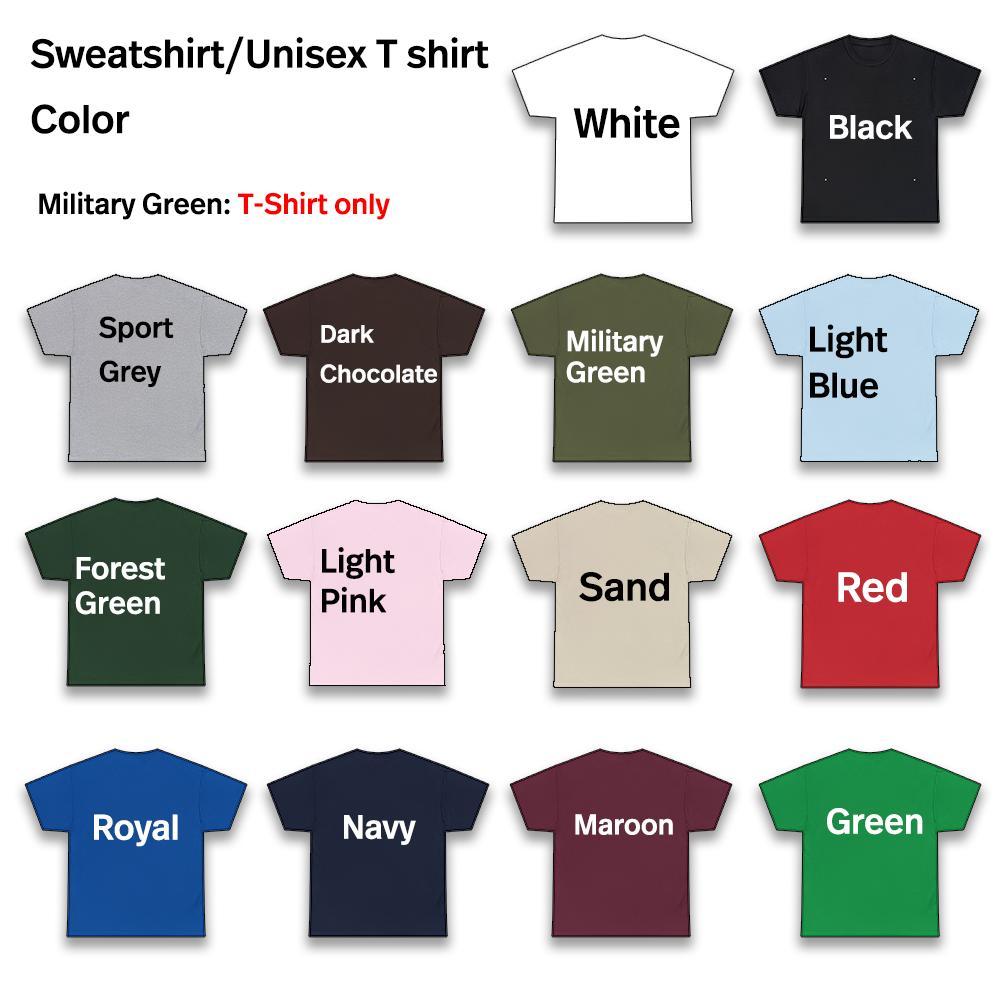 Sweatshirt/Unisex T shirt
Color
Military Green: T-Shirt only
White
Black
Sport
Grey
Dark
Chocolate
Military
Green
Light
Blue
Forest
Green
Light
Pink
Sand
Red
Royal
Navy
Maroon
Green